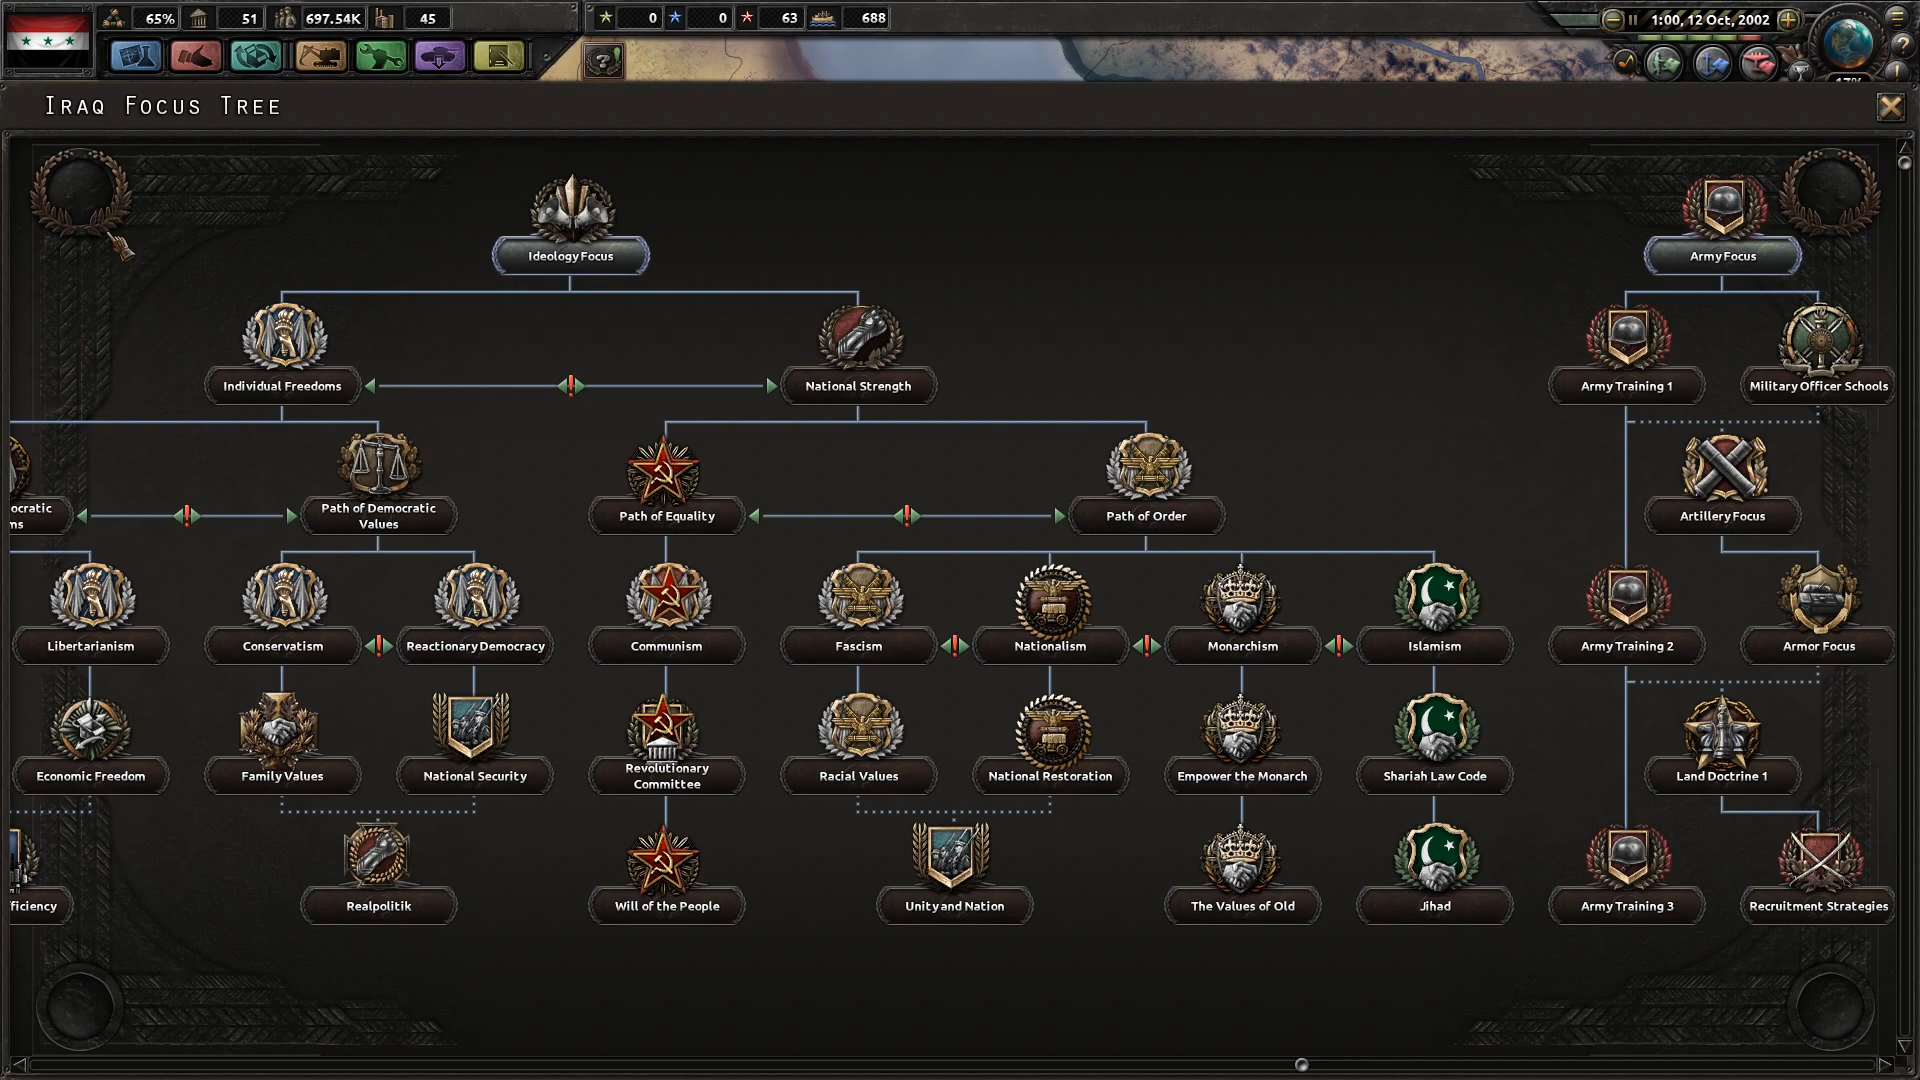 65%
51
697.54K
45
0
0
63
688
1:00, 12 Oct, 2002
Iraq Focus Tree
Ideology Focus
Army Focus
Individual Freedoms
National Strength
Army Training 1
Military Officer Schools
ocratic
ms
Path of Democratic
Values
Path of Equality
Path of Order
Artillery Focus
Libertarianism
Conservatism
Reactionary Democracy
Communism
Fascism
Nationalism
Monarchism
Islamism
Army Training 2
Armor Focus
Economic Freedom
Family Values
National Security
Revolutionary
Committee
Racial Values
National Restoration
Empower the Monarch
Shariah Law Code
Land Doctrine 1
ficiency
Realpolitik
Will of the People
Unity and Nation
The Values of Old
Jihad
Army Training 3
Recruitment Strategies